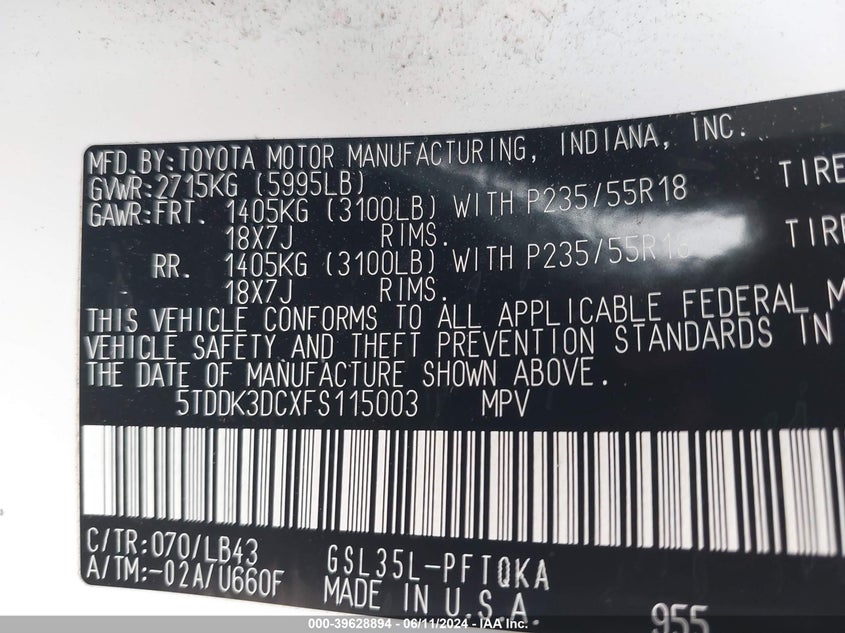 MFD.BY:TOYOTA MOTOR MANUFACTURING, INDIANA, INC.
GVWR:2715KG (5995LB)
GAWR:FRT. 1405KG (3100LB) WITH P235/55R18 TIRE
18X7J RIMS.
RR. 1405KG (3100LB) WITH P235/55R18 TIRE
18X7J RIMS.
THIS VEHICLE CONFORMS TO ALL APPLICABLE FEDERAL M
VEHICLE SAFETY AND THEFT PREVENTION STANDARDS IN
THE DATE OF MANUFACTURE SHOWN ABOVE.
5TDDK3DCXFS115003 MPV
C/TR:070/LB43 GSL35L-PFTQKA
A/TM:-02A/U660F MADE IN U.S.A. 955
000-39628894 - 06/11/2024 - IAA Inc.